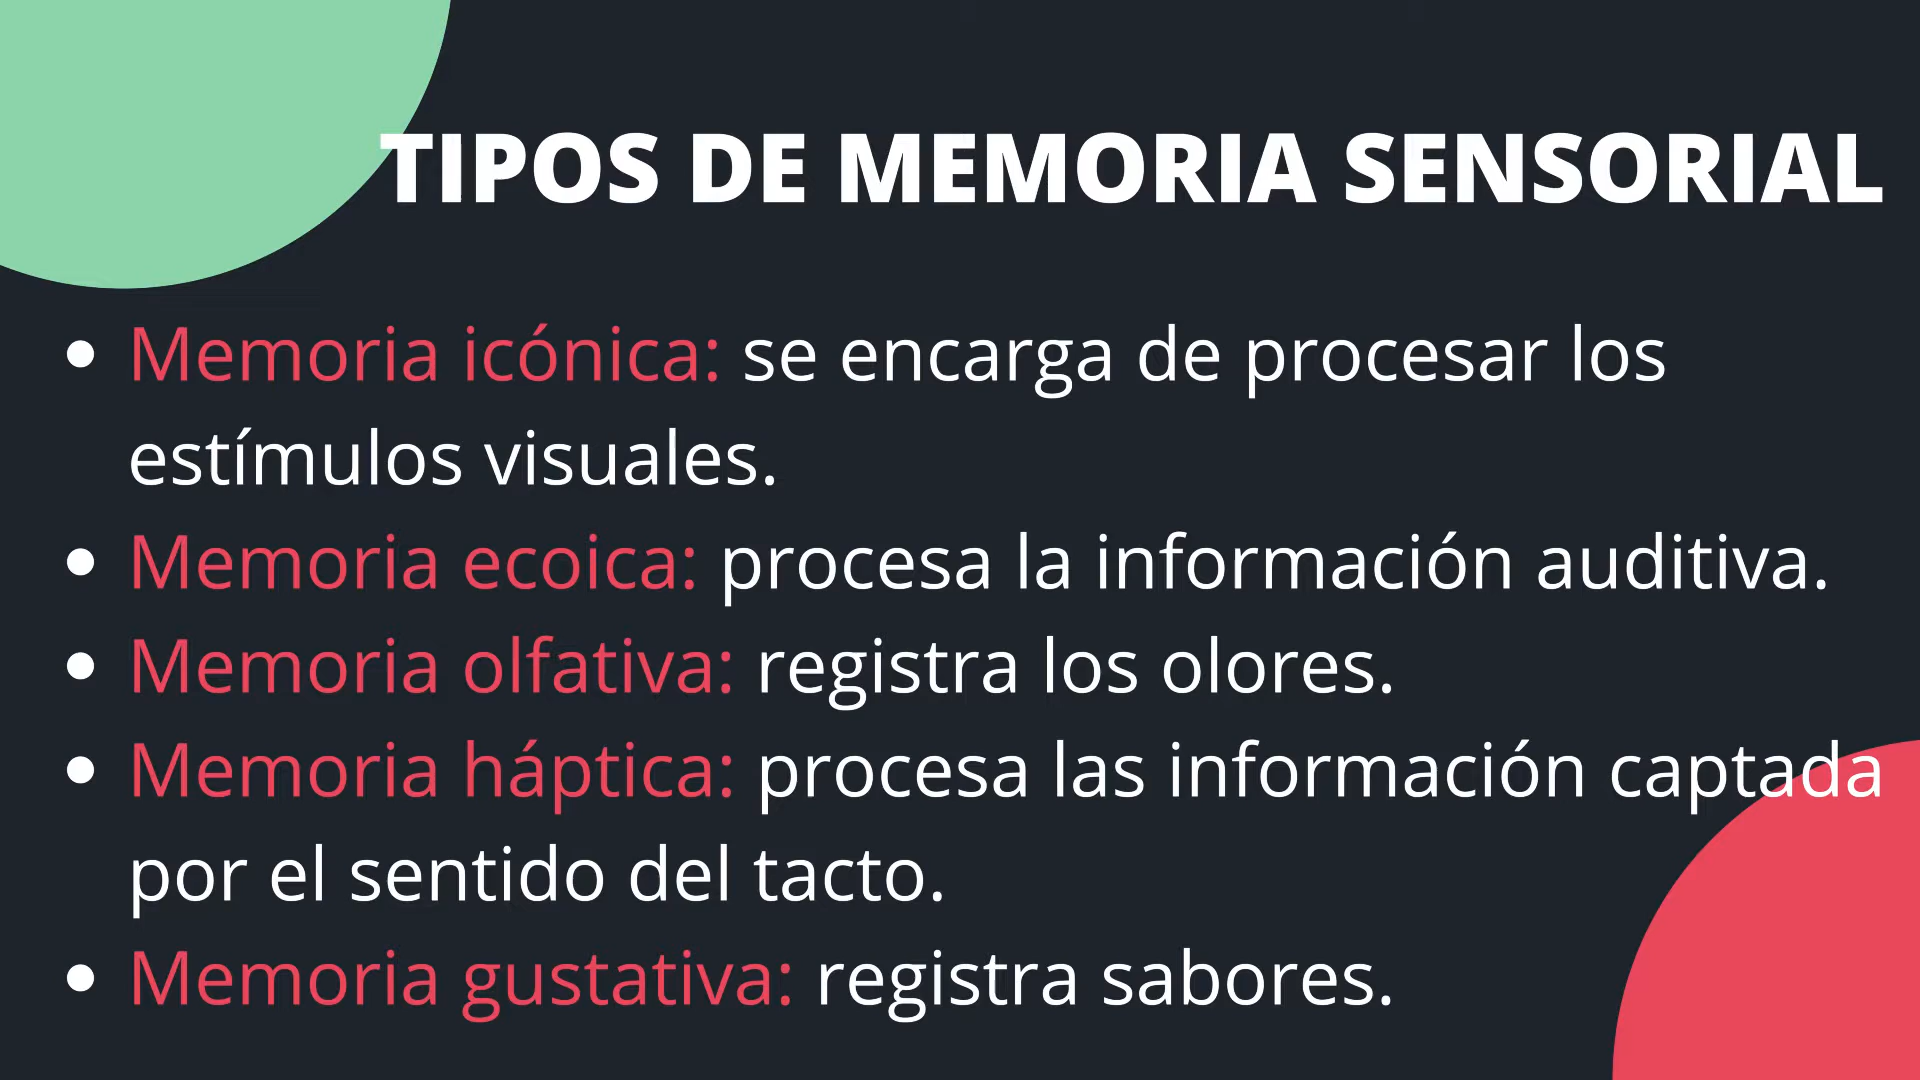 TIPOS DE MEMORIA SENSORIAL
• Memoria icónica: se encarga de procesar los
estímulos visuales.
• Memoria ecoica: procesa la información auditiva.
• Memoria olfativa: registra los olores.
• Memoria háptica: procesa las información captada
por el sentido del tacto.
• Memoria gustativa: registra sabores.